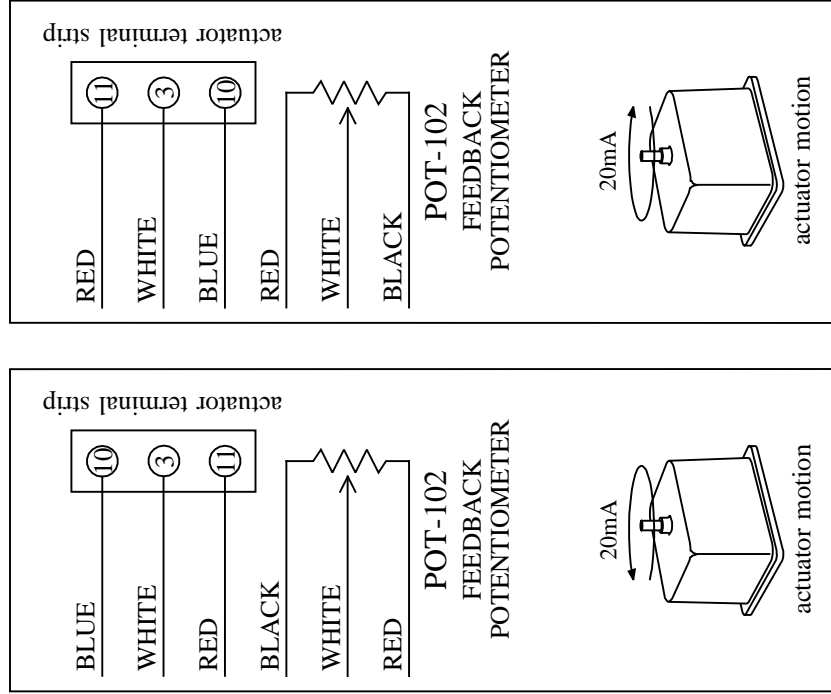 actuator terminal strip
11
3
10
RED
WHITE
BLUE
RED
WHITE
BLACK
POT-102
FEEDBACK
POTENTIOMETER
20mA
actuator motion
actuator terminal strip
10
3
11
BLUE
WHITE
RED
BLACK
WHITE
RED
POT-102
FEEDBACK
POTENTIOMETER
20mA
actuator motion